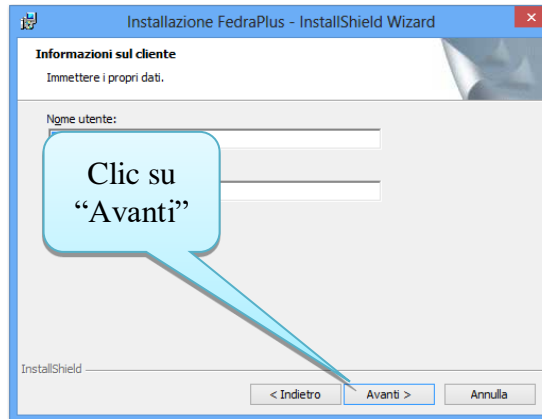 Installazione FedraPlus - InstallShield Wizard
Informazioni sul cliente
Immettere i propri dati.
Nome utente:
Clic su
“Avanti”
InstallShield
< Indietro
Avanti >
Annulla